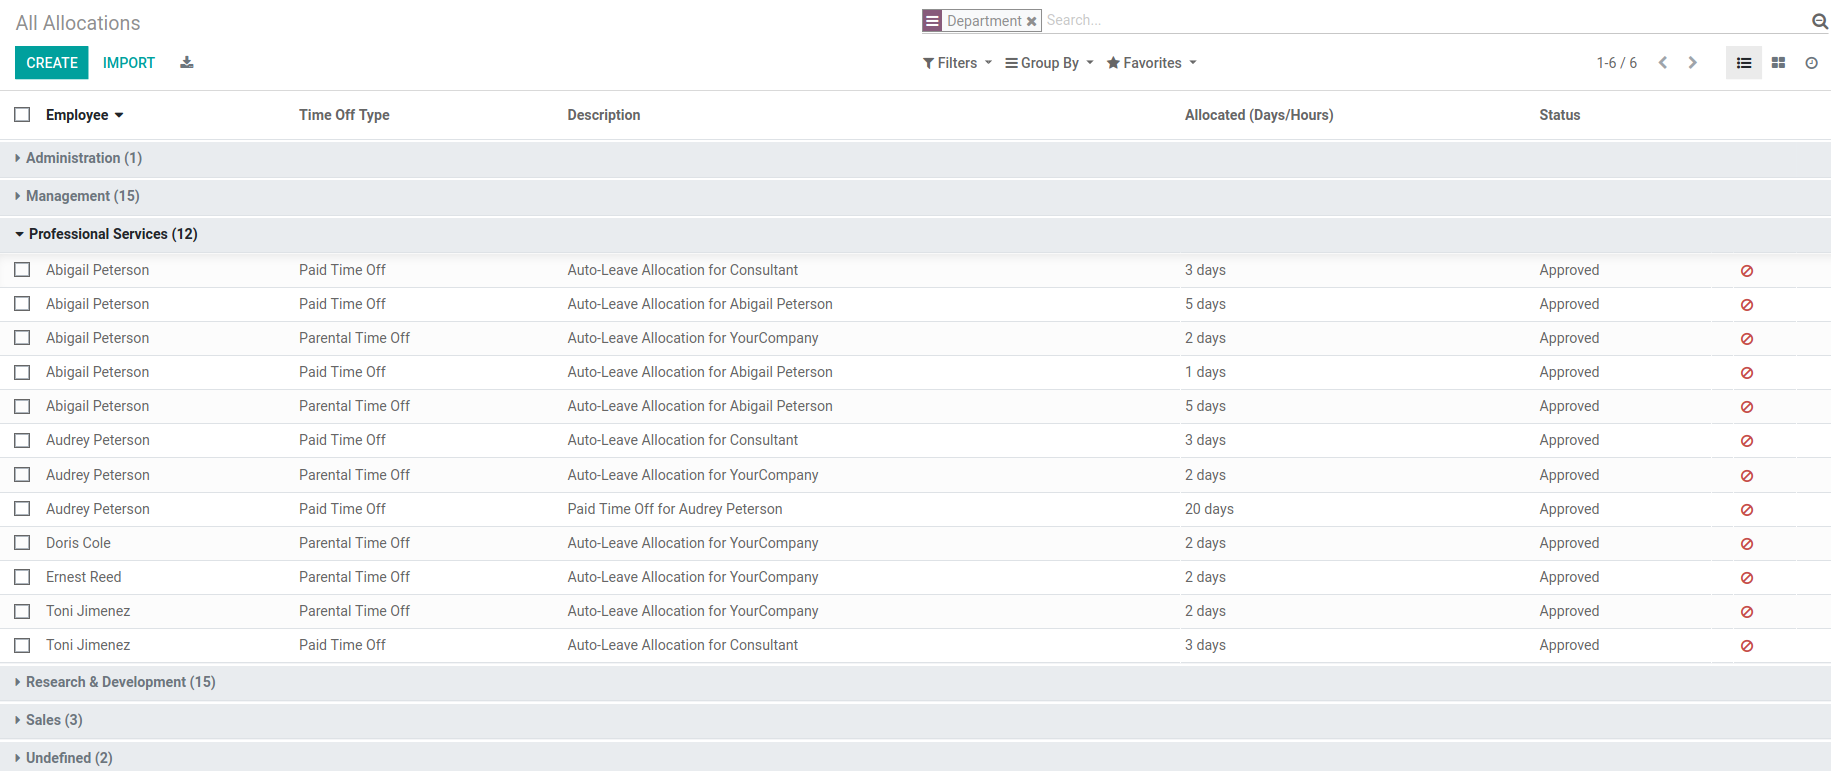 All Allocations
Department Search...
CREATE IMPORT
Filters Group By Favorites 1-6 / 6
Employee Time Off Type Description Allocated (Days/Hours) Status
Administration (1)
Management (15)
Professional Services (12)
Abigail Peterson Paid Time Off Auto-Leave Allocation for Consultant 3 days Approved
Abigail Peterson Paid Time Off Auto-Leave Allocation for Abigail Peterson 5 days Approved
Abigail Peterson Parental Time Off Auto-Leave Allocation for YourCompany 2 days Approved
Abigail Peterson Paid Time Off Auto-Leave Allocation for Abigail Peterson 1 days Approved
Abigail Peterson Parental Time Off Auto-Leave Allocation for Abigail Peterson 5 days Approved
Audrey Peterson Paid Time Off Auto-Leave Allocation for Consultant 3 days Approved
Audrey Peterson Parental Time Off Auto-Leave Allocation for YourCompany 2 days Approved
Audrey Peterson Paid Time Off Paid Time Off for Audrey Peterson 20 days Approved
Doris Cole Parental Time Off Auto-Leave Allocation for YourCompany 2 days Approved
Ernest Reed Parental Time Off Auto-Leave Allocation for YourCompany 2 days Approved
Toni Jimenez Parental Time Off Auto-Leave Allocation for YourCompany 2 days Approved
Toni Jimenez Paid Time Off Auto-Leave Allocation for Consultant 3 days Approved
Research & Development (15)
Sales (3)
Undefined (2)